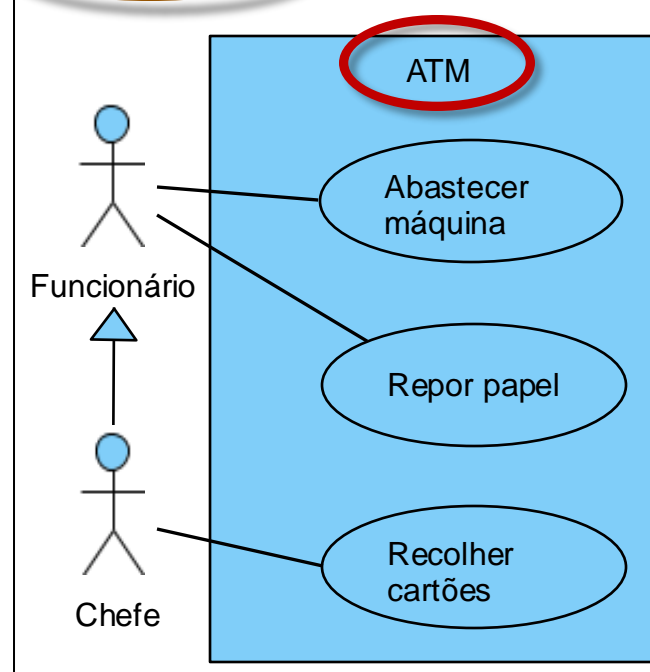 ATM
Abastecer
máquina
Funcionário
Repor papel
Recolher
cartões
Chefe